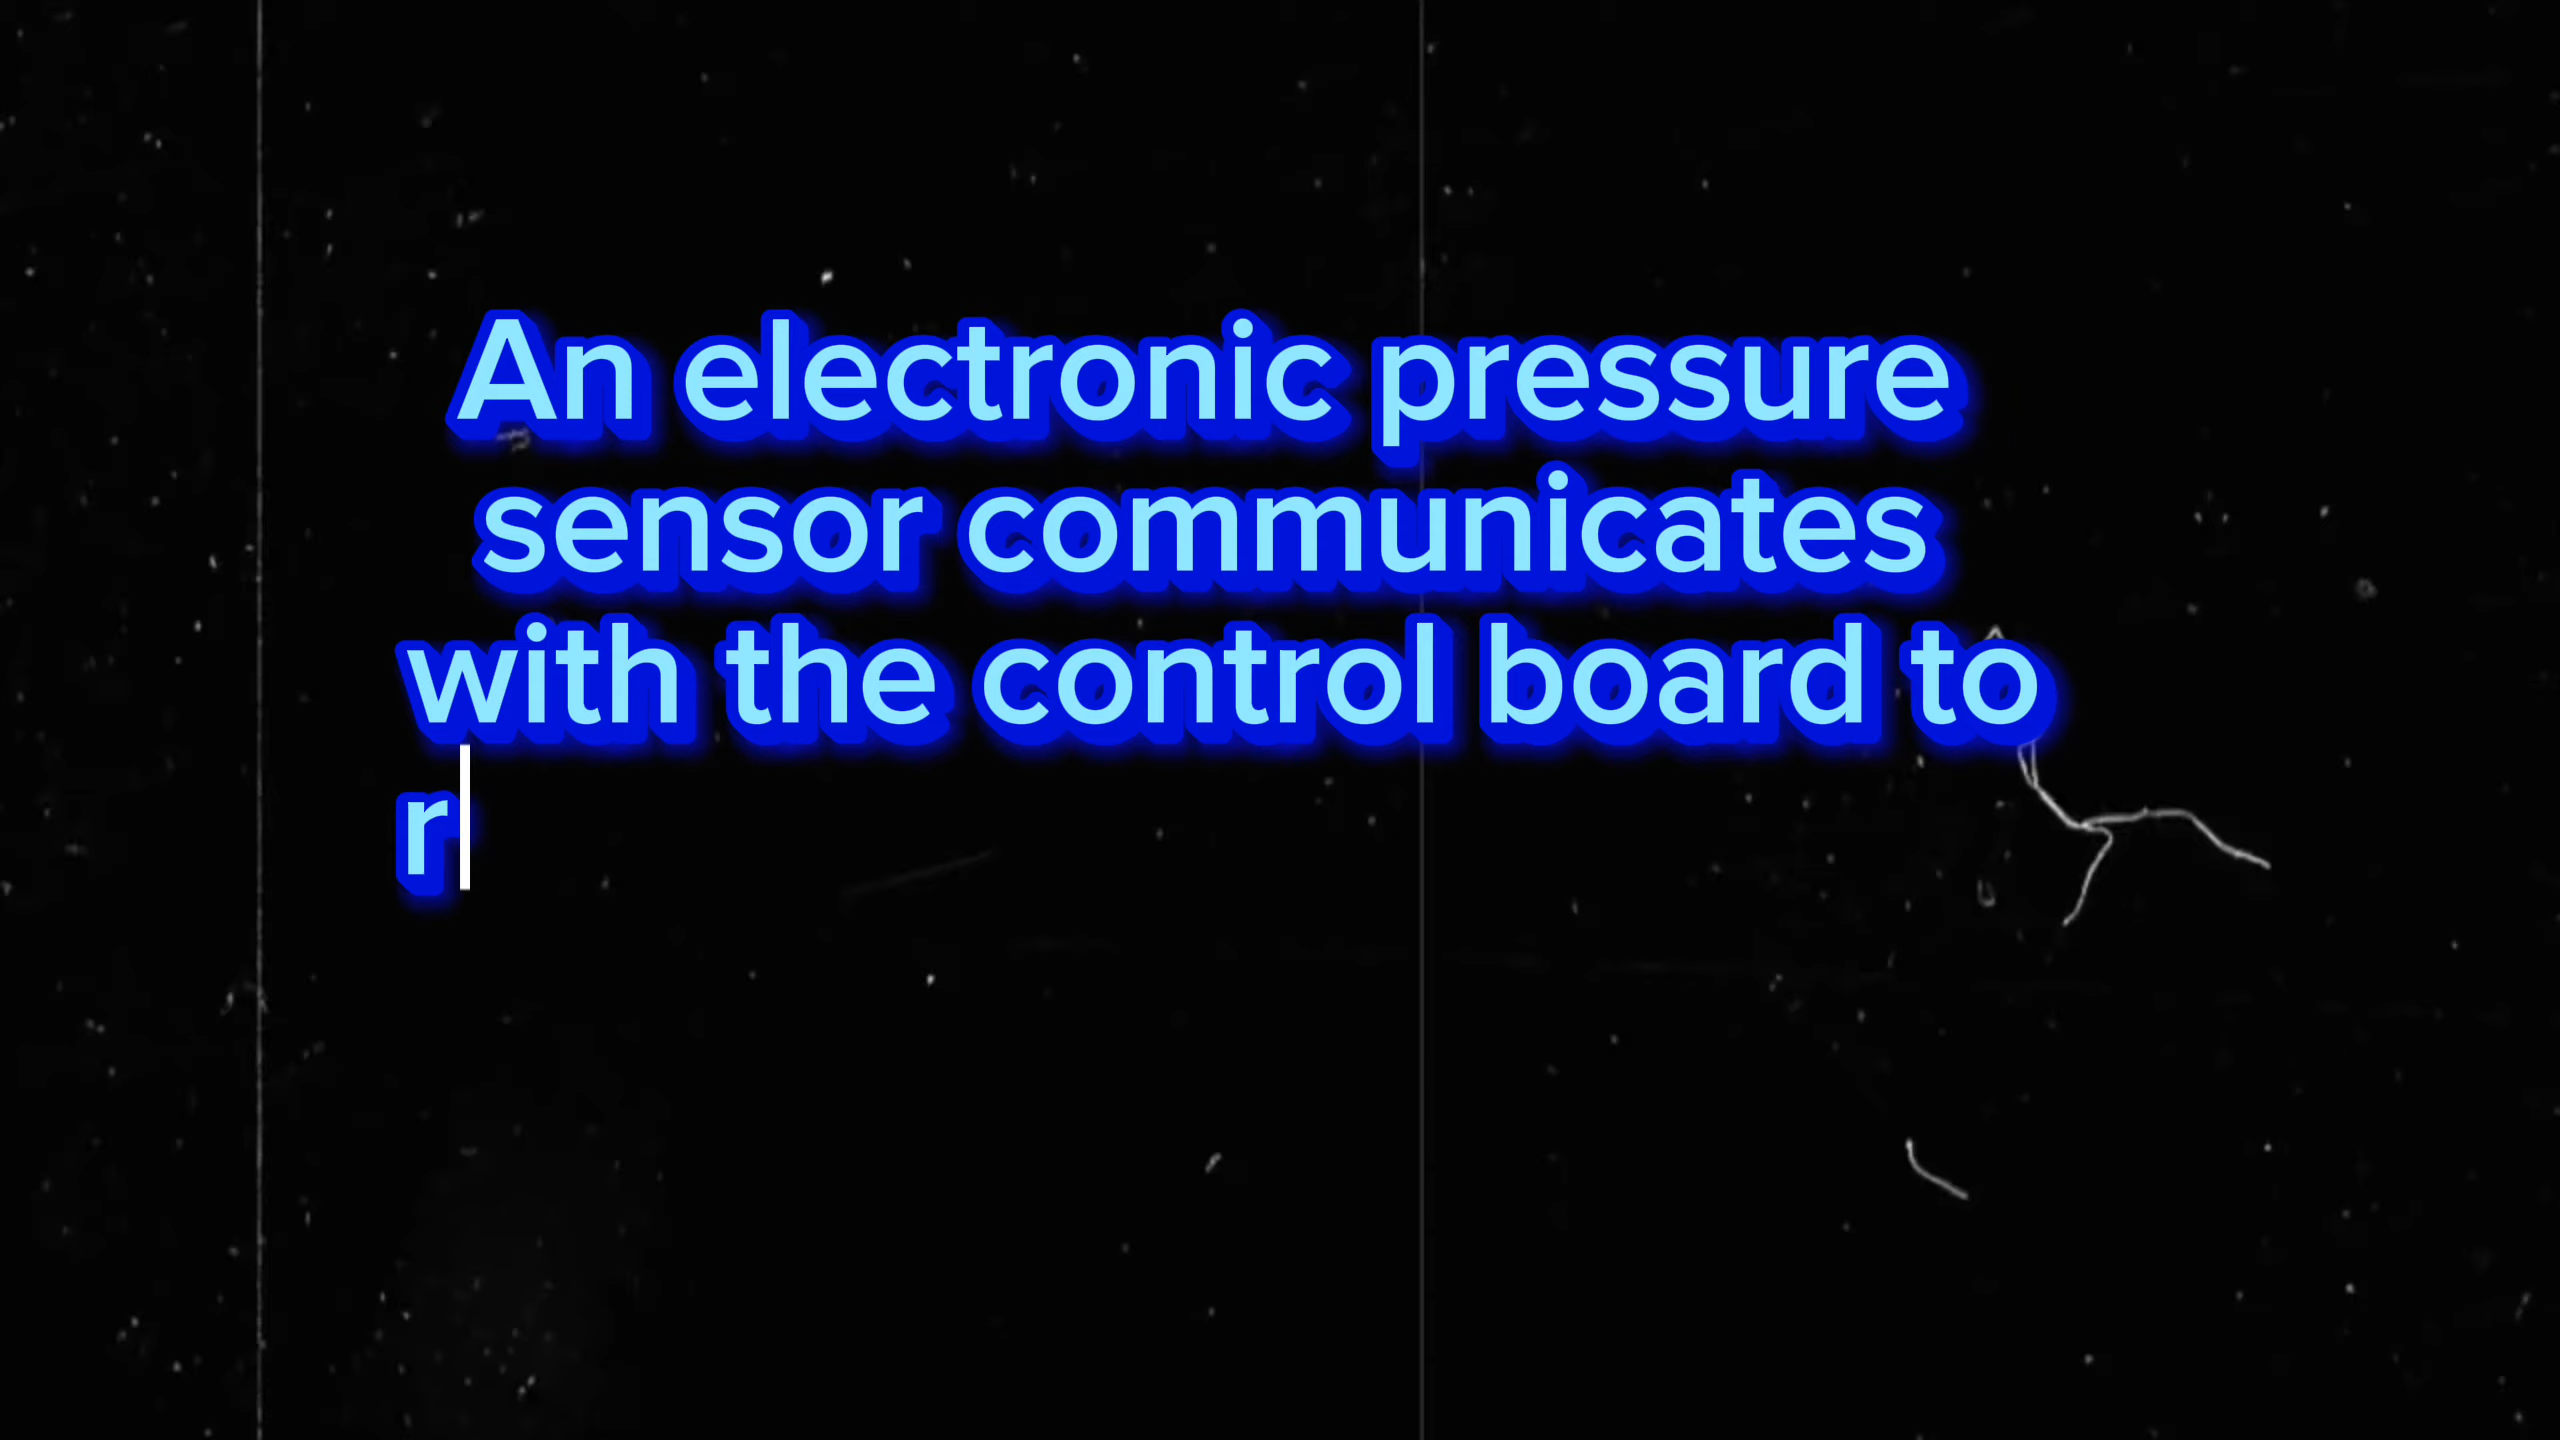 An electronic pressure
sensor communicates
with the control board to
r